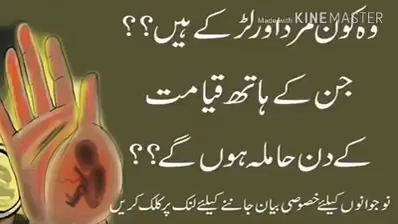 Made with KINEMASTER
وہ کون مرد اور لڑکے ہیں؟؟
جن کے ہاتھ قیامت
کے دن حاملہ ہوں گے؟؟
نوجوانوں کیلئے خصوصی بیان جاننے کیلئے لنک پر کلک کریں